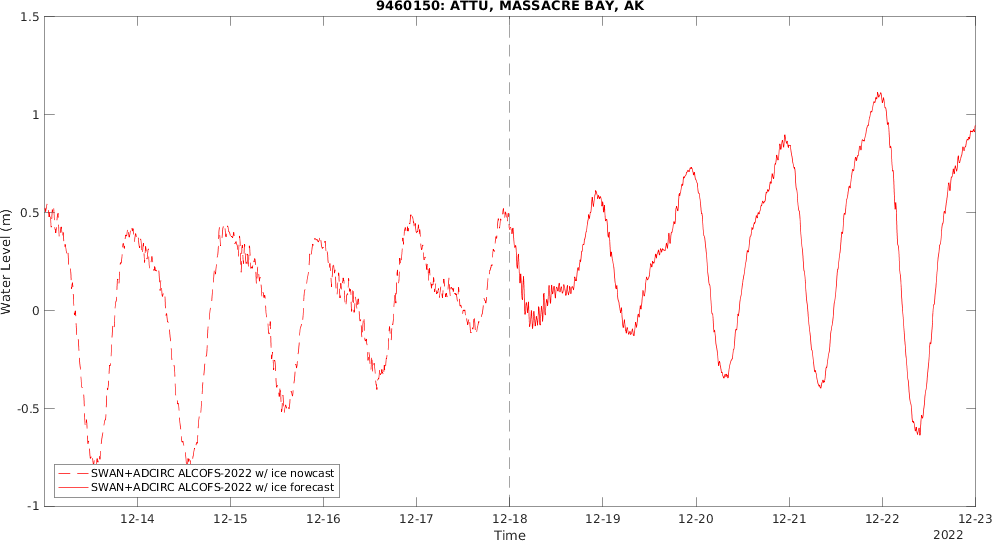 9460150: ATTU, MASSACRE BAY, AK
1.5
1
0.5
0
-0.5
-1
Water Level (m)
SWAN+ADCIRC ALCOFS-2022 w/ ice nowcast
SWAN+ADCIRC ALCOFS-2022 w/ ice forecast
12-14 12-15 12-16 12-17 12-18 12-19 12-20 12-21 12-22 12-23
Time
2022